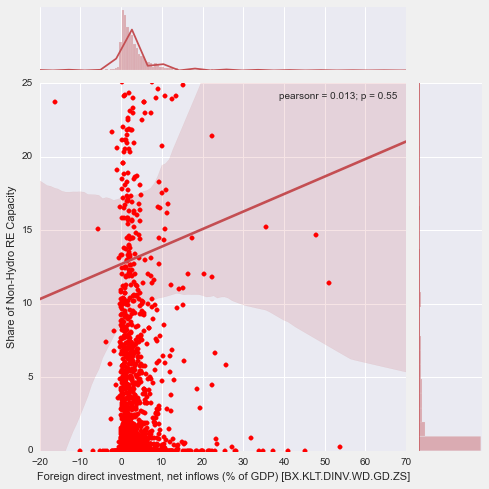 pearsonr = 0.013; p = 0.55
25
20
15
10
5
0
Share of Non-Hydro RE Capacity
−20 −10 0 10 20 30 40 50 60 70
Foreign direct investment, net inflows (% of GDP) [BX.KLT.DINV.WD.GD.ZS]